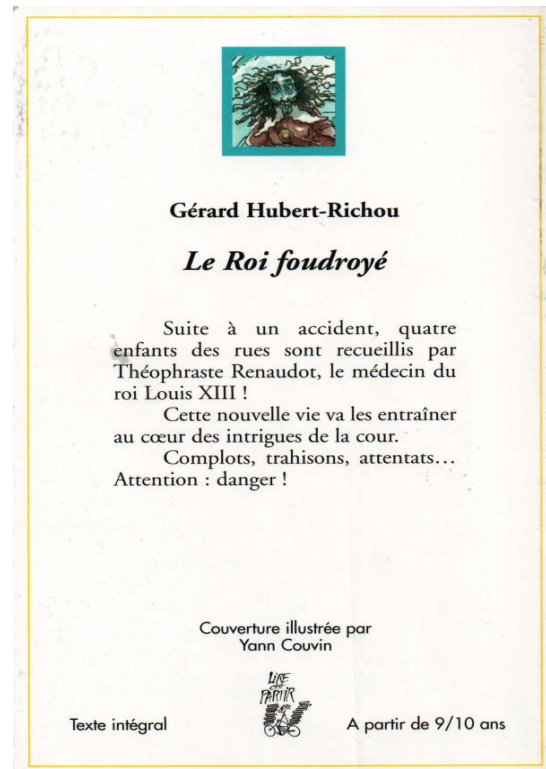 Gérard Hubert-Richou
Le Roi foudroyé
Suite à un accident, quatre
enfants des rues sont recueillis par
Théophraste Renaudot, le médecin du
roi Louis XIII !
Cette nouvelle vie va les entraîner
au cœur des intrigues de la cour.
Complots, trahisons, attentats…
Attention : danger !
Couverture illustrée par
Yann Couvin
LIRE
c'est
PARTIR
Texte intégral
A partir de 9/10 ans